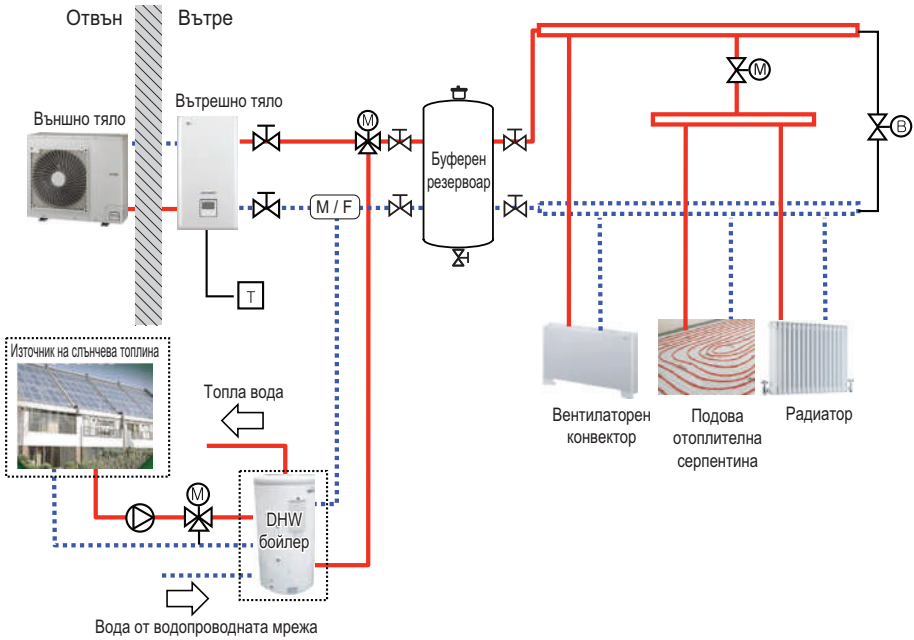 Отвън
Вътре
Външно тяло
Вътрешно тяло
M
M
B
Буферен
резервоар
M / F
T
Източник на слънчева топлина
Топла вода
Вентилаторен
конвектор
Подова
отоплителна
серпентина
Радиатор
M
DHW
бойлер
Вода от водопроводната мрежа